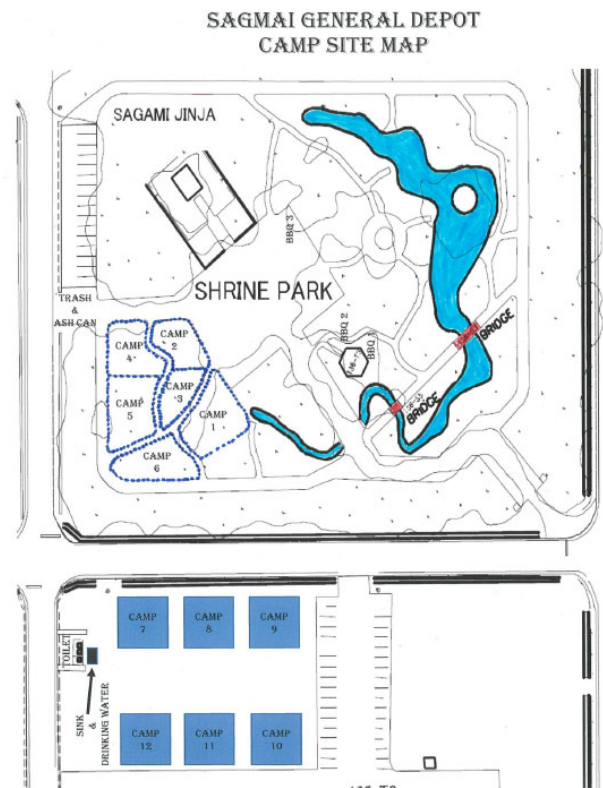 SAGMAI GENERAL DEPOT
CAMP SITE MAP
SAGAMI JINJA
BBQ 3
SHRINE PARK
TRASH
&
ASH CAN
CAMP
4
CAMP
2
CAMP
3
CAMP
5
CAMP
1
CAMP
6
BBQ 2
BBQ 1
BRIDGE
BRIDGE
CAMP
7
CAMP
8
CAMP
9
TOILET
SINK
&
DRINKING WATER
CAMP
12
CAMP
11
CAMP
10